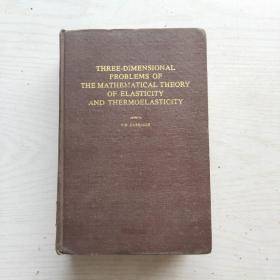 THREE-DIMENSIONAL
PROBLEMS OF
THE MATHEMATICAL THEORY
OF ELASTICITY
AND THERMOELASTICITY